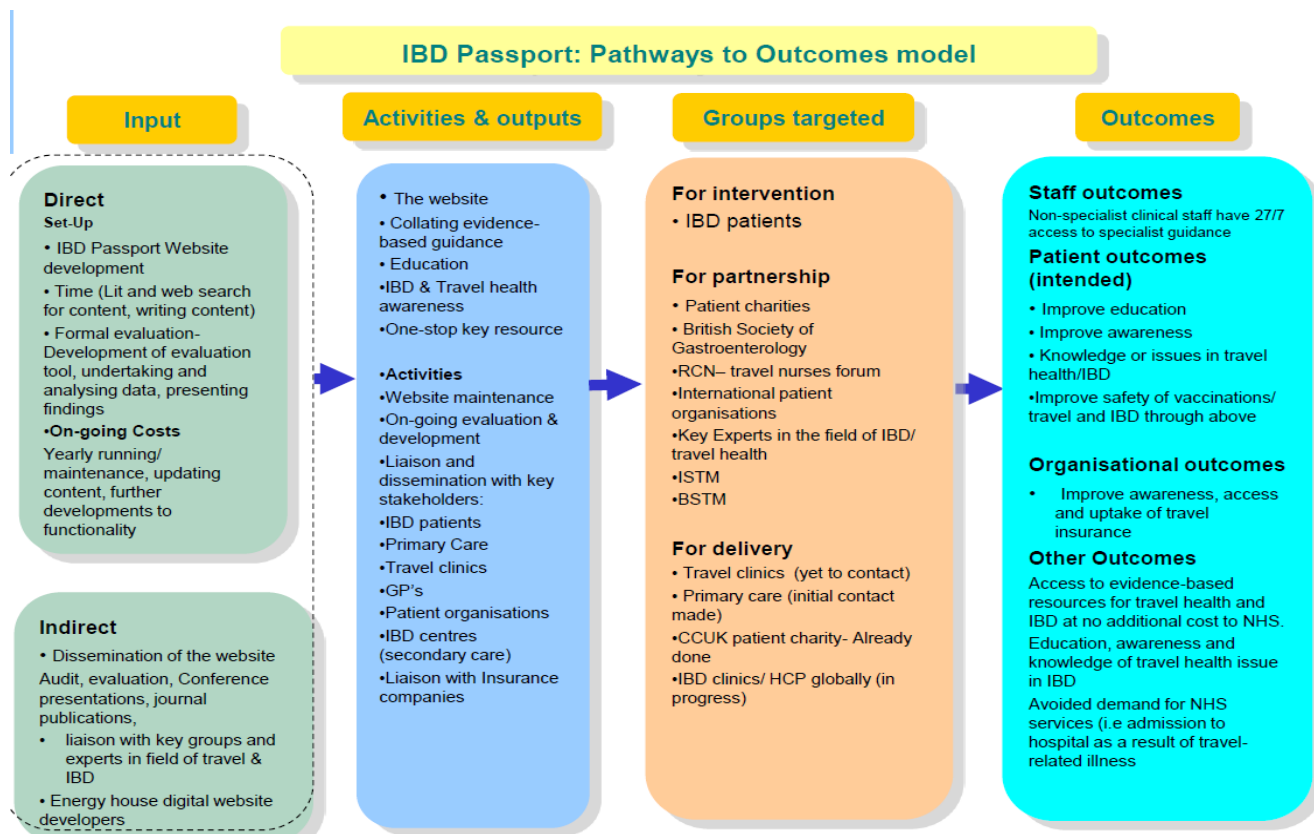 IBD Passport: Pathways to Outcomes model
Input
Direct
Set-Up
• IBD Passport Website
development
• Time (Lit and web search
for content, writing content)
• Formal evaluation-
Development of evaluation
tool, undertaking and
analysing data, presenting
findings
•On-going Costs
Yearly running/
maintenance, updating
content, further
developments to
functionality
Indirect
• Dissemination of the website
Audit, evaluation, Conference
presentations, journal
publications,
• liaison with key groups and
experts in field of travel &
IBD
• Energy house digital website
developers
Activities & outputs
• The website
• Collating evidence-
based guidance
• Education
•IBD & Travel health
awareness
•One-stop key resource
•Activities
•Website maintenance
•On-going evaluation &
development
•Liaison and
dissemination with key
stakeholders:
•IBD patients
•Primary Care
•Travel clinics
•GP's
•Patient organisations
•IBD centres
(secondary care)
•Liaison with Insurance
companies
Groups targeted
For intervention
• IBD patients
For partnership
• Patient charities
• British Society of
Gastroenterology
•RCN– travel nurses forum
•International patient
organisations
•Key Experts in the field of IBD/
travel health
•ISTM
•BSTM
For delivery
• Travel clinics (yet to contact)
• Primary care (initial contact
made)
• CCUK patient charity- Already
done
•IBD clinics/ HCP globally (in
progress)
Outcomes
Staff outcomes
Non-specialist clinical staff have 27/7
access to specialist guidance
Patient outcomes
(intended)
• Improve education
• Improve awareness
• Knowledge or issues in travel
health/IBD
•Improve safety of vaccinations/
travel and IBD through above
Organisational outcomes
• Improve awareness, access
and uptake of travel
insurance
Other Outcomes
Access to evidence-based
resources for travel health and
IBD at no additional cost to NHS.
Education, awareness and
knowledge of travel health issue
in IBD
Avoided demand for NHS
services (i.e admission to
hospital as a result of travel-
related illness